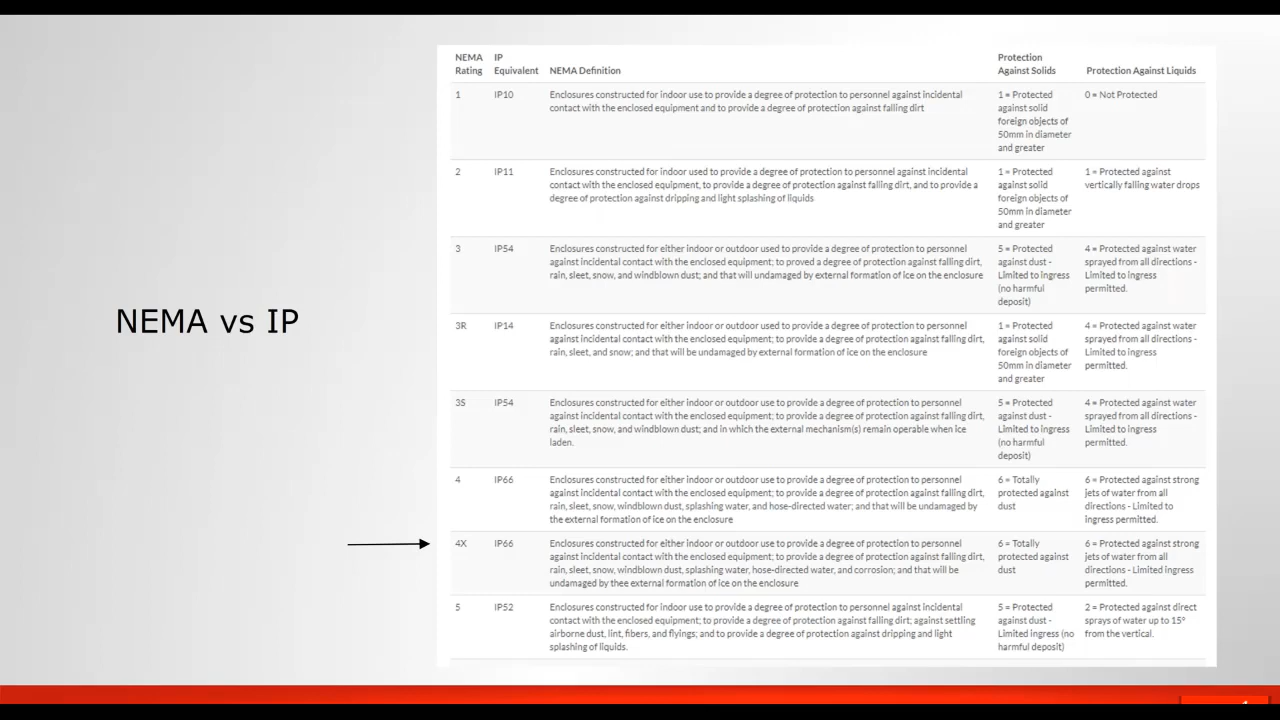 NEMA vs IP
NEMA Rating
IP Equivalent
NEMA Definition
Protection Against Solids
Protection Against Liquids
1
IP10
Enclosures constructed for indoor use to provide a degree of protection to personnel against incidental
contact with the enclosed equipment and to provide a degree of protection against falling dirt
1 = Protected
against solid
foreign objects of
50mm in diameter
and greater
0 = Not Protected
2
IP11
Enclosures constructed for indoor used to provide a degree of protection to personnel against incidental
contact with the enclosed equipment, to provide a degree of protection against falling dirt, and to provide a
degree of protection against dripping and light splashing of liquids
1 = Protected
against solid
foreign objects of
50mm in diameter
and greater
1 = Protected against
vertically falling water drops
3
IP54
Enclosures constructed for either indoor or outdoor used to provide a degree of protection to personnel
against incidental contact with the enclosed equipment; to proved a degree of protection against falling dirt,
rain, sleet, snow, and windblown dust; and that will undamaged by external formation of ice on the enclosure
5 = Protected
against dust -
Limited to ingress
(no harmful
deposit)
4 = Protected against water
sprayed from all directions -
Limited to ingress
permitted.
3R
IP14
Enclosures constructed for either indoor or outdoor used to provide a degree of protection to personnel
against incidental contact with the enclosed equipment; to provide a degree of protection against falling dirt,
rain, sleet, and snow; and that will be undamaged by external formation of ice on the enclosure
1 = Protected
against solid
foreign objects of
50mm in diameter
and greater
4 = Protected against water
sprayed from all directions -
Limited to ingress
permitted.
3S
IP54
Enclosures constructed for either indoor or outdoor use to provide a degree of protection to personnel
against incidental contact with the enclosed equipment; to provide a degree of protection against falling dirt,
rain, sleet, snow, and windblown dust; and in which the external mechanism(s) remain operable when ice
laden.
5 = Protected
against dust -
Limited to ingress
(no harmful
deposit)
4 = Protected against water
sprayed from all directions -
Limited to ingress
permitted.
4
IP66
Enclosures constructed for either indoor or outdoor use to provide a degree of protection to personnel
against incidental contact with the enclosed equipment; to provide a degree of protection against falling dirt,
rain, sleet, snow, windblown dust, splashing water, and hose-directed water; and that will be undamaged by
the external formation of ice on the enclosure
6 = Totally
protected against
dust
6 = Protected against strong
jets of water from all
directions - Limited to
ingress permitted.
4X
IP66
Enclosures constructed for either indoor or outdoor use to provide a degree of protection to personnel
against incidental contact with the enclosed equipment; to provide a degree of protection against falling dirt,
rain, sleet, snow, windblown dust, splashing water, hose-directed water, and corrosion; and that will be
undamaged by thee external formation of ice on the enclosure
6 = Totally
protected against
dust
6 = Protected against strong
jets of water from all
directions - Limited ingress
permitted.
5
IP52
Enclosures constructed for indoor use to provide a degree of protection to personnel against incidental
contact with the enclosed equipment; to provide a degree of protection against falling dirt; against settling
airborne dust, lint, fibers, and flyings; and to provide a degree of protection against dripping and light
splashing of liquids.
5 = Protected
against dust -
Limited ingress (no
harmful deposit)
2 = Protected against direct
sprays of water up to 15°
from the vertical.